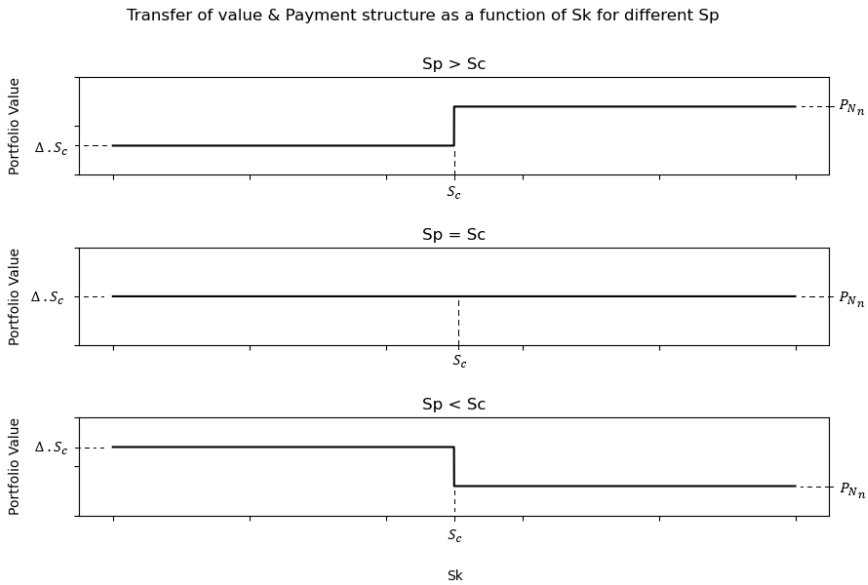 Transfer of value & Payment structure as a function of Sk for different Sp
Sp > Sc
Portfolio Value
Δ . S_c
P_{N_n}
S_c
Sp = Sc
Portfolio Value
Δ . S_c
P_{N_n}
S_c
Sp < Sc
Portfolio Value
Δ . S_c
P_{N_n}
S_c
Sk